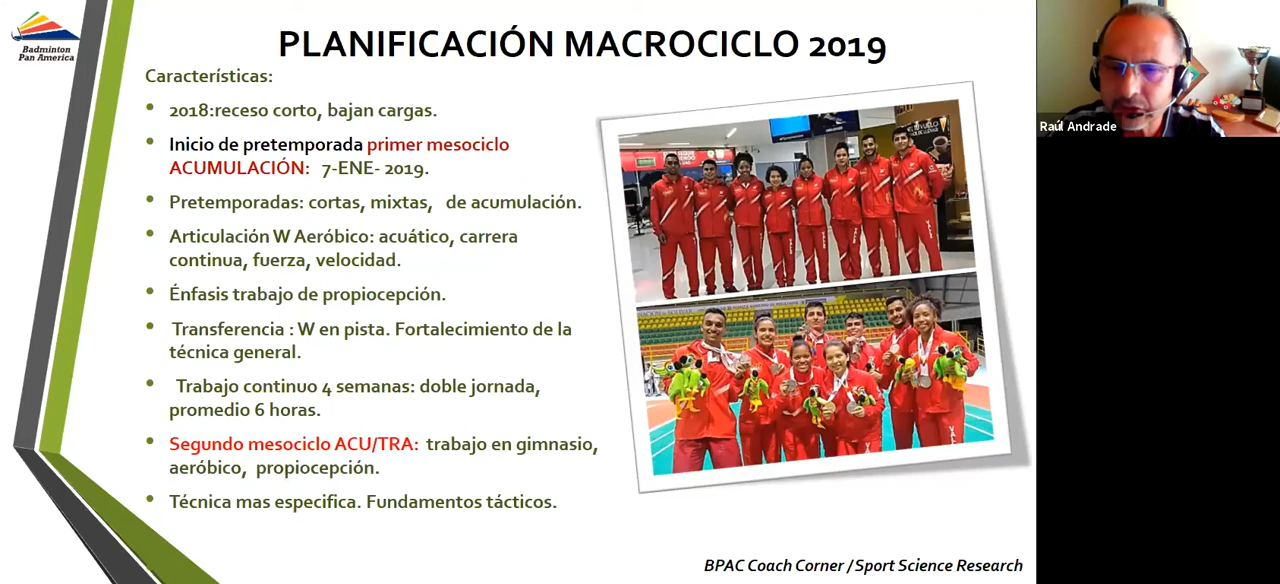 Badminton
Pan America
PLANIFICACIÓN MACROCICLO 2019
Características:
• 2018:receso corto, bajan cargas.
• Inicio de pretemporada primer mesociclo
ACUMULACIÓN: 7-ENE- 2019.
• Pretemporadas: cortas, mixtas, de acumulación.
• Articulación W Aeróbico: acuático, carrera
continua, fuerza, velocidad.
• Énfasis trabajo de propiocepción.
• Transferencia : W en pista. Fortalecimiento de la
técnica general.
• Trabajo continuo 4 semanas: doble jornada,
promedio 6 horas.
• Segundo mesociclo ACU/TRA: trabajo en gimnasio,
aeróbico, propiocepción.
• Técnica mas especifica. Fundamentos tácticos.
BPAC Coach Corner / Sport Science Research
Raúl Andrade
VALLE